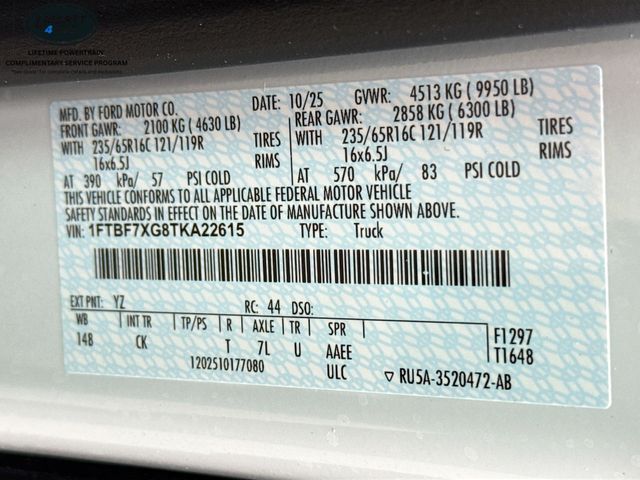 4
LIFETIME POWERTRAIN
COMPLIMENTARY SERVICE PROGRAM
MFD. BY FORD MOTOR CO. DATE: 10/25 GVWR: 4513 KG ( 9950 LB)
FRONT GAWR: 2100 KG ( 4630 LB) REAR GAWR: 2858 KG ( 6300 LB)
WITH 235/65R16C 121/119R TIRES WITH 235/65R16C 121/119R TIRES
16x6.5J RIMS 16x6.5J RIMS
AT 390 kPa/ 57 PSI COLD AT 570 kPa/ 83 PSI COLD
THIS VEHICLE CONFORMS TO ALL APPLICABLE FEDERAL MOTOR VEHICLE
SAFETY STANDARDS IN EFFECT ON THE DATE OF MANUFACTURE SHOWN ABOVE.
VIN: 1FTBF7XG8TKA22615 TYPE: Truck
EXT PNT: YZ RC: 44 DSO:
WB INT TR TP/PS R AXLE TR SPR F1297
148 CK T 7L U AAEE T1648
1202510177080 ULC ▽ RU5A-3520472-AB